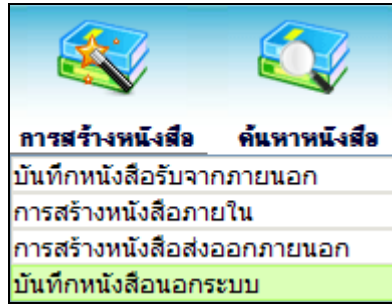 การสร้างหนังสือ ค้นหาหนังสือ
บันทึกหนังสือรับจากภายนอก
การสร้างหนังสือภายใน
การสร้างหนังสือส่งออกภายนอก
บันทึกหนังสือนอกระบบ